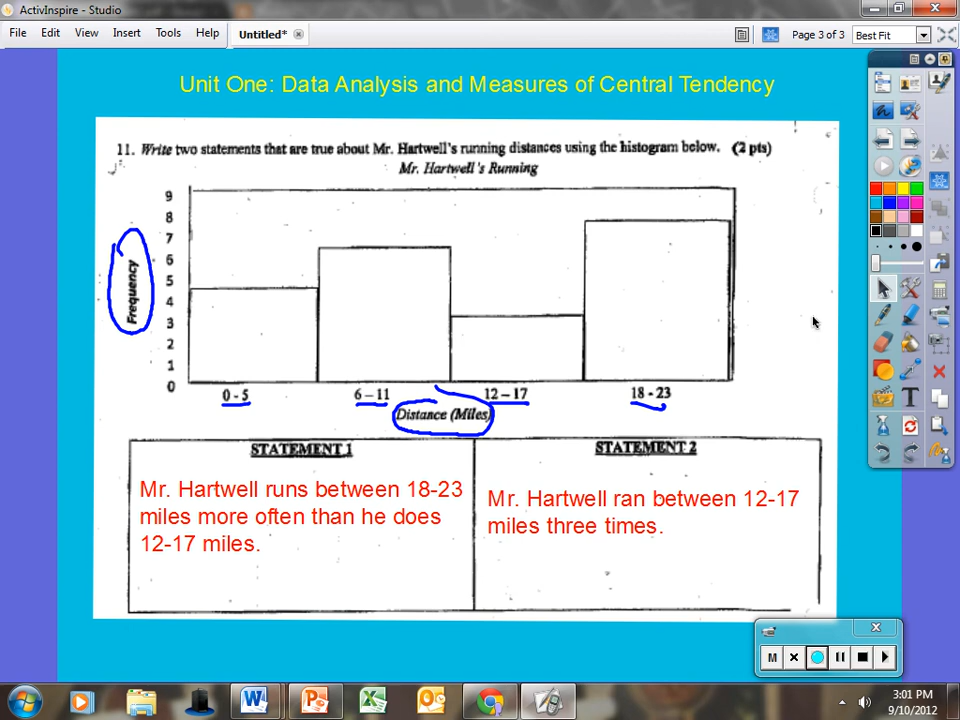 ActivInspire - Studio
File Edit View Insert Tools Help Untitled* Page 3 of 3 Best Fit
Unit One: Data Analysis and Measures of Central Tendency
11. Write two statements that are true about Mr. Hartwell's running distances using the histogram below. (2 pts)
Mr. Hartwell's Running
9
8
7
6
5
4
3
2
1
0
Frequency
0 - 5 6 – 11 12 – 17 18 - 23
Distance (Miles)
STATEMENT 1
Mr. Hartwell runs between 18-23
miles more often than he does
12-17 miles.
STATEMENT 2
Mr. Hartwell ran between 12-17
miles three times.
M
3:01 PM
9/10/2012